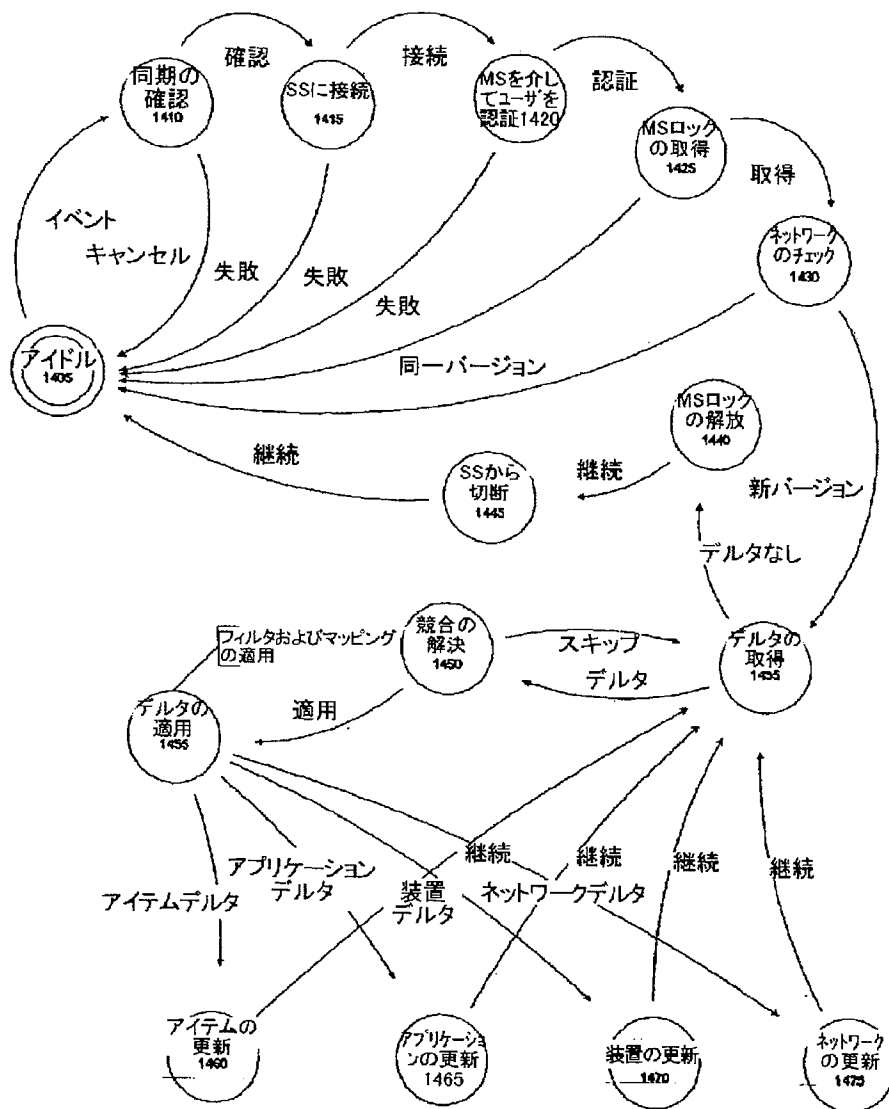 確認
接続
認証
同期の
確認
1410
SSに接続
1415
MSを介し
てユーザを
認証1420
MSロック
の取得
1425
取得
イベント
キャンセル
失敗
失敗
失敗
ネットワーク
のチェック
1430
アイドル
1405
同一バージョン
MSロック
の解放
1440
継続
継続
SSから
切断
1445
新バージョン
デルタなし
フィルタおよびマッピング
の適用
競合の
解決
1450
スキップ
デルタ
デルタの
取得
1435
適用
デルタの
適用
1455
アイテムデルタ
アプリケーション
デルタ
装置
デルタ
継続
ネットワークデルタ
継続
継続
継続
アイテムの
更新
1460
アプリケーショ
ンの更新
1465
装置の更新
1470
ネットワーク
の更新
1475